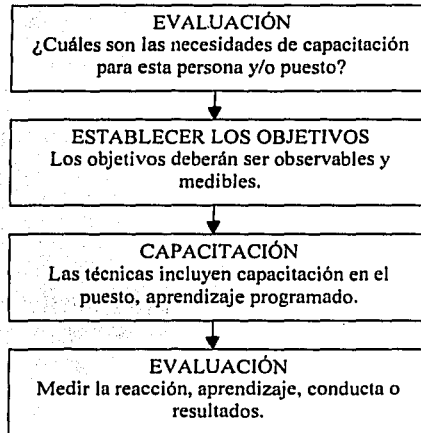 EVALUACIÓN
¿Cuáles son las necesidades de capacitación
para esta persona y/o puesto?
ESTABLECER LOS OBJETIVOS
Los objetivos deberán ser observables y
medibles.
CAPACITACIÓN
Las técnicas incluyen capacitación en el
puesto, aprendizaje programado.
EVALUACIÓN
Medir la reacción, aprendizaje, conducta o
resultados.